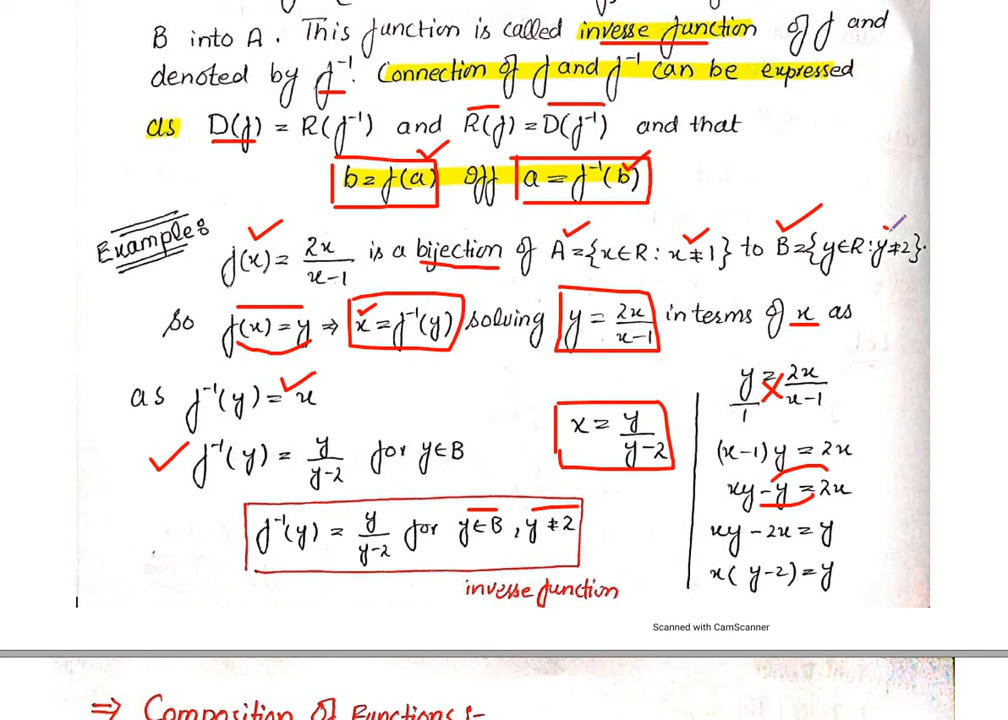 B into A. This function is called inverse function of f and
denoted by f⁻¹. Connection of f and f⁻¹ can be expressed
as D(f) = R(f⁻¹) and R(f) = D(f⁻¹) and that
b = f(a) iff a = f⁻¹(b)
Example:
f(x) = 2x/(x-1) is a bijection of A = {x∈R : x≠1} to B = {y∈R : y≠2}.
So f(x) = y ⇒ x = f⁻¹(y) solving y = 2x/(x-1) in terms of x as
as f⁻¹(y) = x
f⁻¹(y) = y/(y-2) for y∈B
x = y/(y-2)
f⁻¹(y) = y/(y-2) for y∈B, y≠2
inverse function
y/1 = 2x/(x-1)
(x-1)y = 2x
xy - y = 2x
xy - 2x = y
x(y-2) = y
Scanned with CamScanner
⇒ Composition of Functions :-